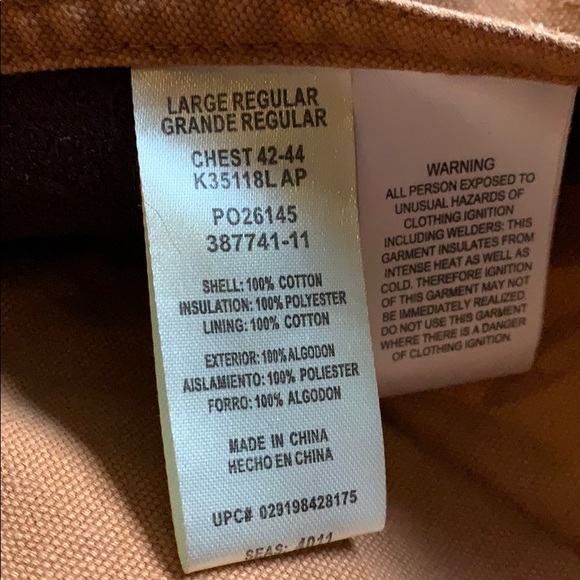 LARGE REGULAR
GRANDE REGULAR
CHEST 42-44
K35118L AP
PO26145
387741-11
SHELL: 100% COTTON
INSULATION: 100% POLYESTER
LINING: 100% COTTON
EXTERIOR: 100% ALGODON
AISLAMIENTO: 100% POLIESTER
FORRO: 100% ALGODON
MADE IN CHINA
HECHO EN CHINA
UPC# 029198428175
SEAS: 4011
WARNING
ALL PERSON EXPOSED TO
UNUSUAL HAZARDS OF
CLOTHING IGNITION
INCLUDING WELDERS: THIS
GARMENT INSULATES FROM
INTENSE HEAT AS WELL AS
COLD. THEREFORE IGNITION
OF THIS GARMENT MAY NOT
BE IMMEDIATELY REALIZED.
DO NOT USE THIS GARMENT
WHERE THERE IS A DANGER
OF CLOTHING IGNITION.